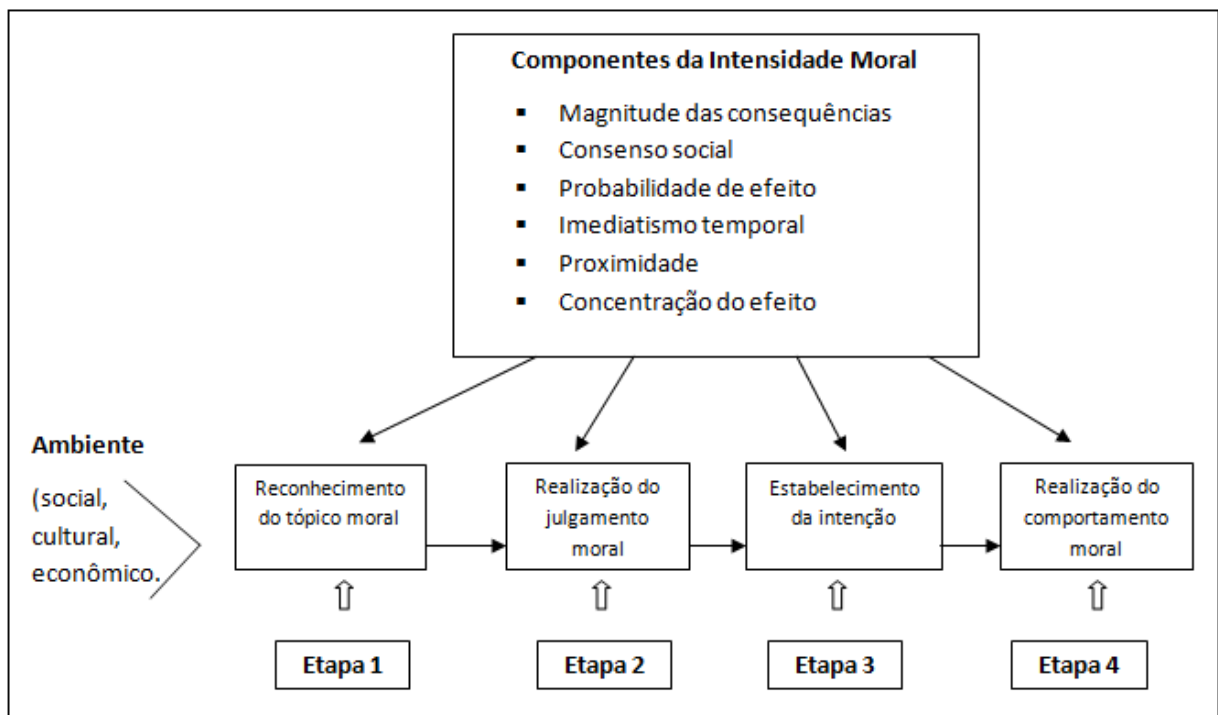 Componentes da Intensidade Moral
▪ Magnitude das consequências
▪ Consenso social
▪ Probabilidade de efeito
▪ Imediatismo temporal
▪ Proximidade
▪ Concentração do efeito
Ambiente
(social,
cultural,
econômico.
Reconhecimento
do tópico moral
Realização do
julgamento
moral
Estabelecimento
da intenção
Realização do
comportamento
moral
Etapa 1
Etapa 2
Etapa 3
Etapa 4